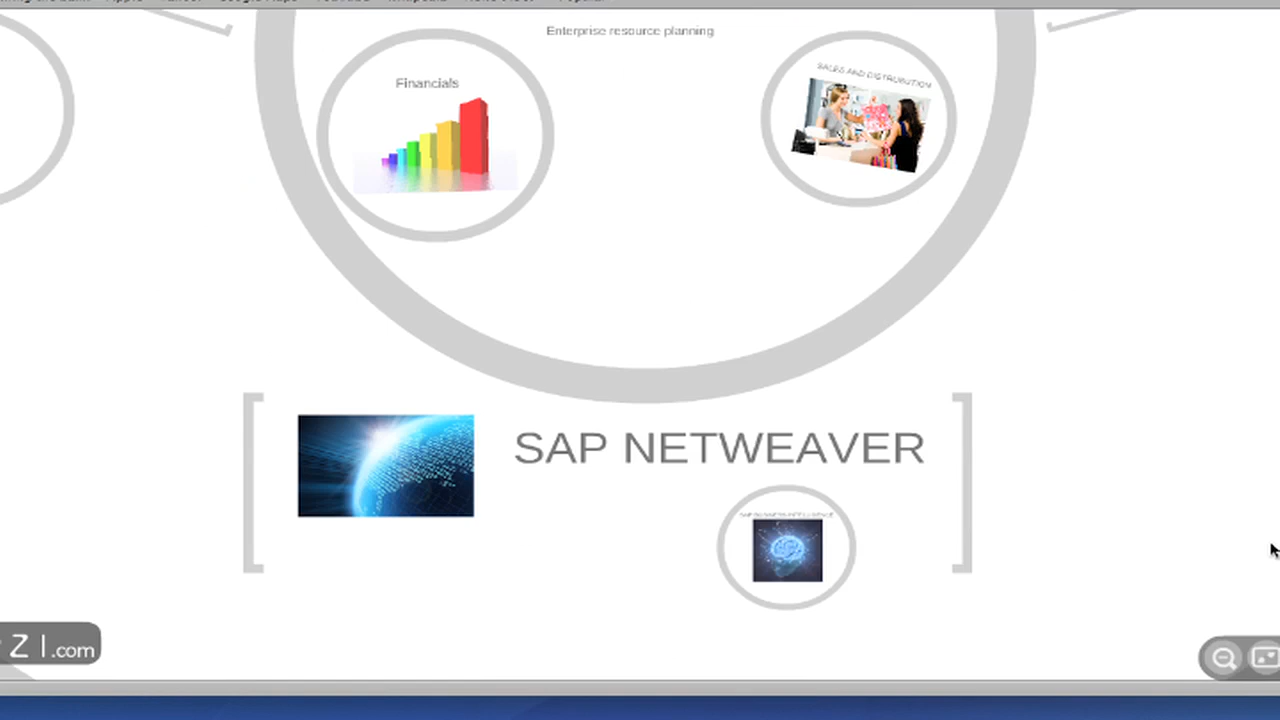 Enterprise resource planning
Financials
SALES AND DISTRIBUTION
SAP NETWEAVER
Z I.com